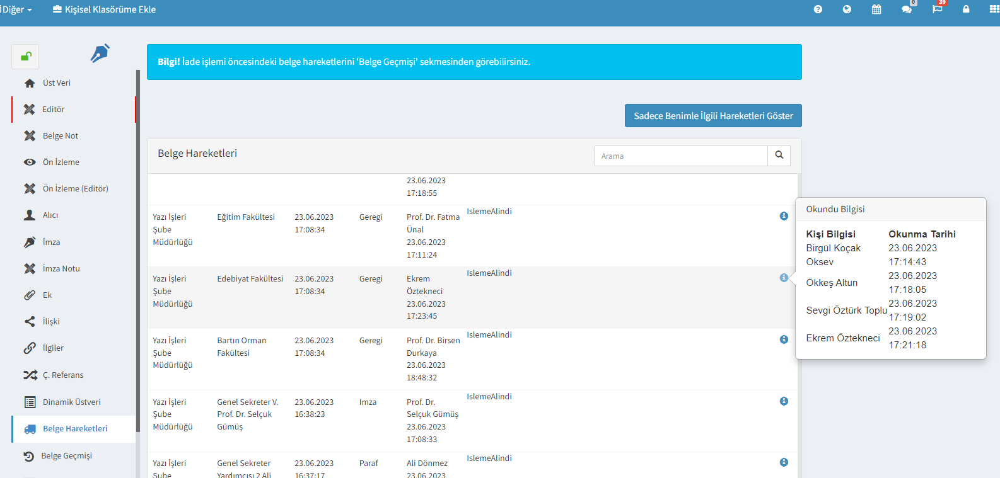 Diğer
Kişisel Klasörüme Ekle
0
39
Bilgi! İade işlemi öncesindeki belge hareketlerini 'Belge Geçmişi' sekmesinden görebilirsiniz.
Sadece Benimle İlgili Hareketleri Göster
Üst Veri
Editör
Belge Not
Ön İzleme
Ön İzleme (Editör)
Alıcı
İmza
İmza Notu
Ek
İlişki
İlgiler
Ç. Referans
Dinamik Üstveri
Belge Hareketleri
Belge Geçmişi
Belge Hareketleri
Arama
23.06.2023
17:18:55
Yazı İşleri
Şube
Müdürlüğü
Eğitim Fakültesi
23.06.2023
17:08:34
Geregi
Prof. Dr. Fatma
Ünal
23.06.2023
17:11:24
IslemeAlindi
Yazı İşleri
Şube
Müdürlüğü
Edebiyat Fakültesi
23.06.2023
17:08:34
Geregi
Ekrem
Öztekneci
23.06.2023
17:23:45
IslemeAlindi
Yazı İşleri
Şube
Müdürlüğü
Bartın Orman
Fakültesi
23.06.2023
17:08:34
Geregi
Prof. Dr. Birsen
Durkaya
23.06.2023
18:48:32
IslemeAlindi
Yazı İşleri
Şube
Müdürlüğü
Genel Sekreter V.
Prof. Dr. Selçuk
Gümüş
23.06.2023
16:38:23
Imza
Prof. Dr.
Selçuk Gümüş
23.06.2023
17:08:33
IslemeAlindi
Yazı İşleri
Şube
Genel Sekreter
Yardımcısı 2 Ali
23.06.2023
16:37:17
Paraf
Ali Dönmez
23.06.2023
IslemeAlindi
Okundu Bilgisi
Kişi Bilgisi
Okunma Tarihi
Birgül Koçak
Oksev
23.06.2023
17:14:43
Ökkeş Altun
23.06.2023
17:18:05
Sevgi Öztürk Toplu
23.06.2023
17:19:02
Ekrem Öztekneci
23.06.2023
17:21:18